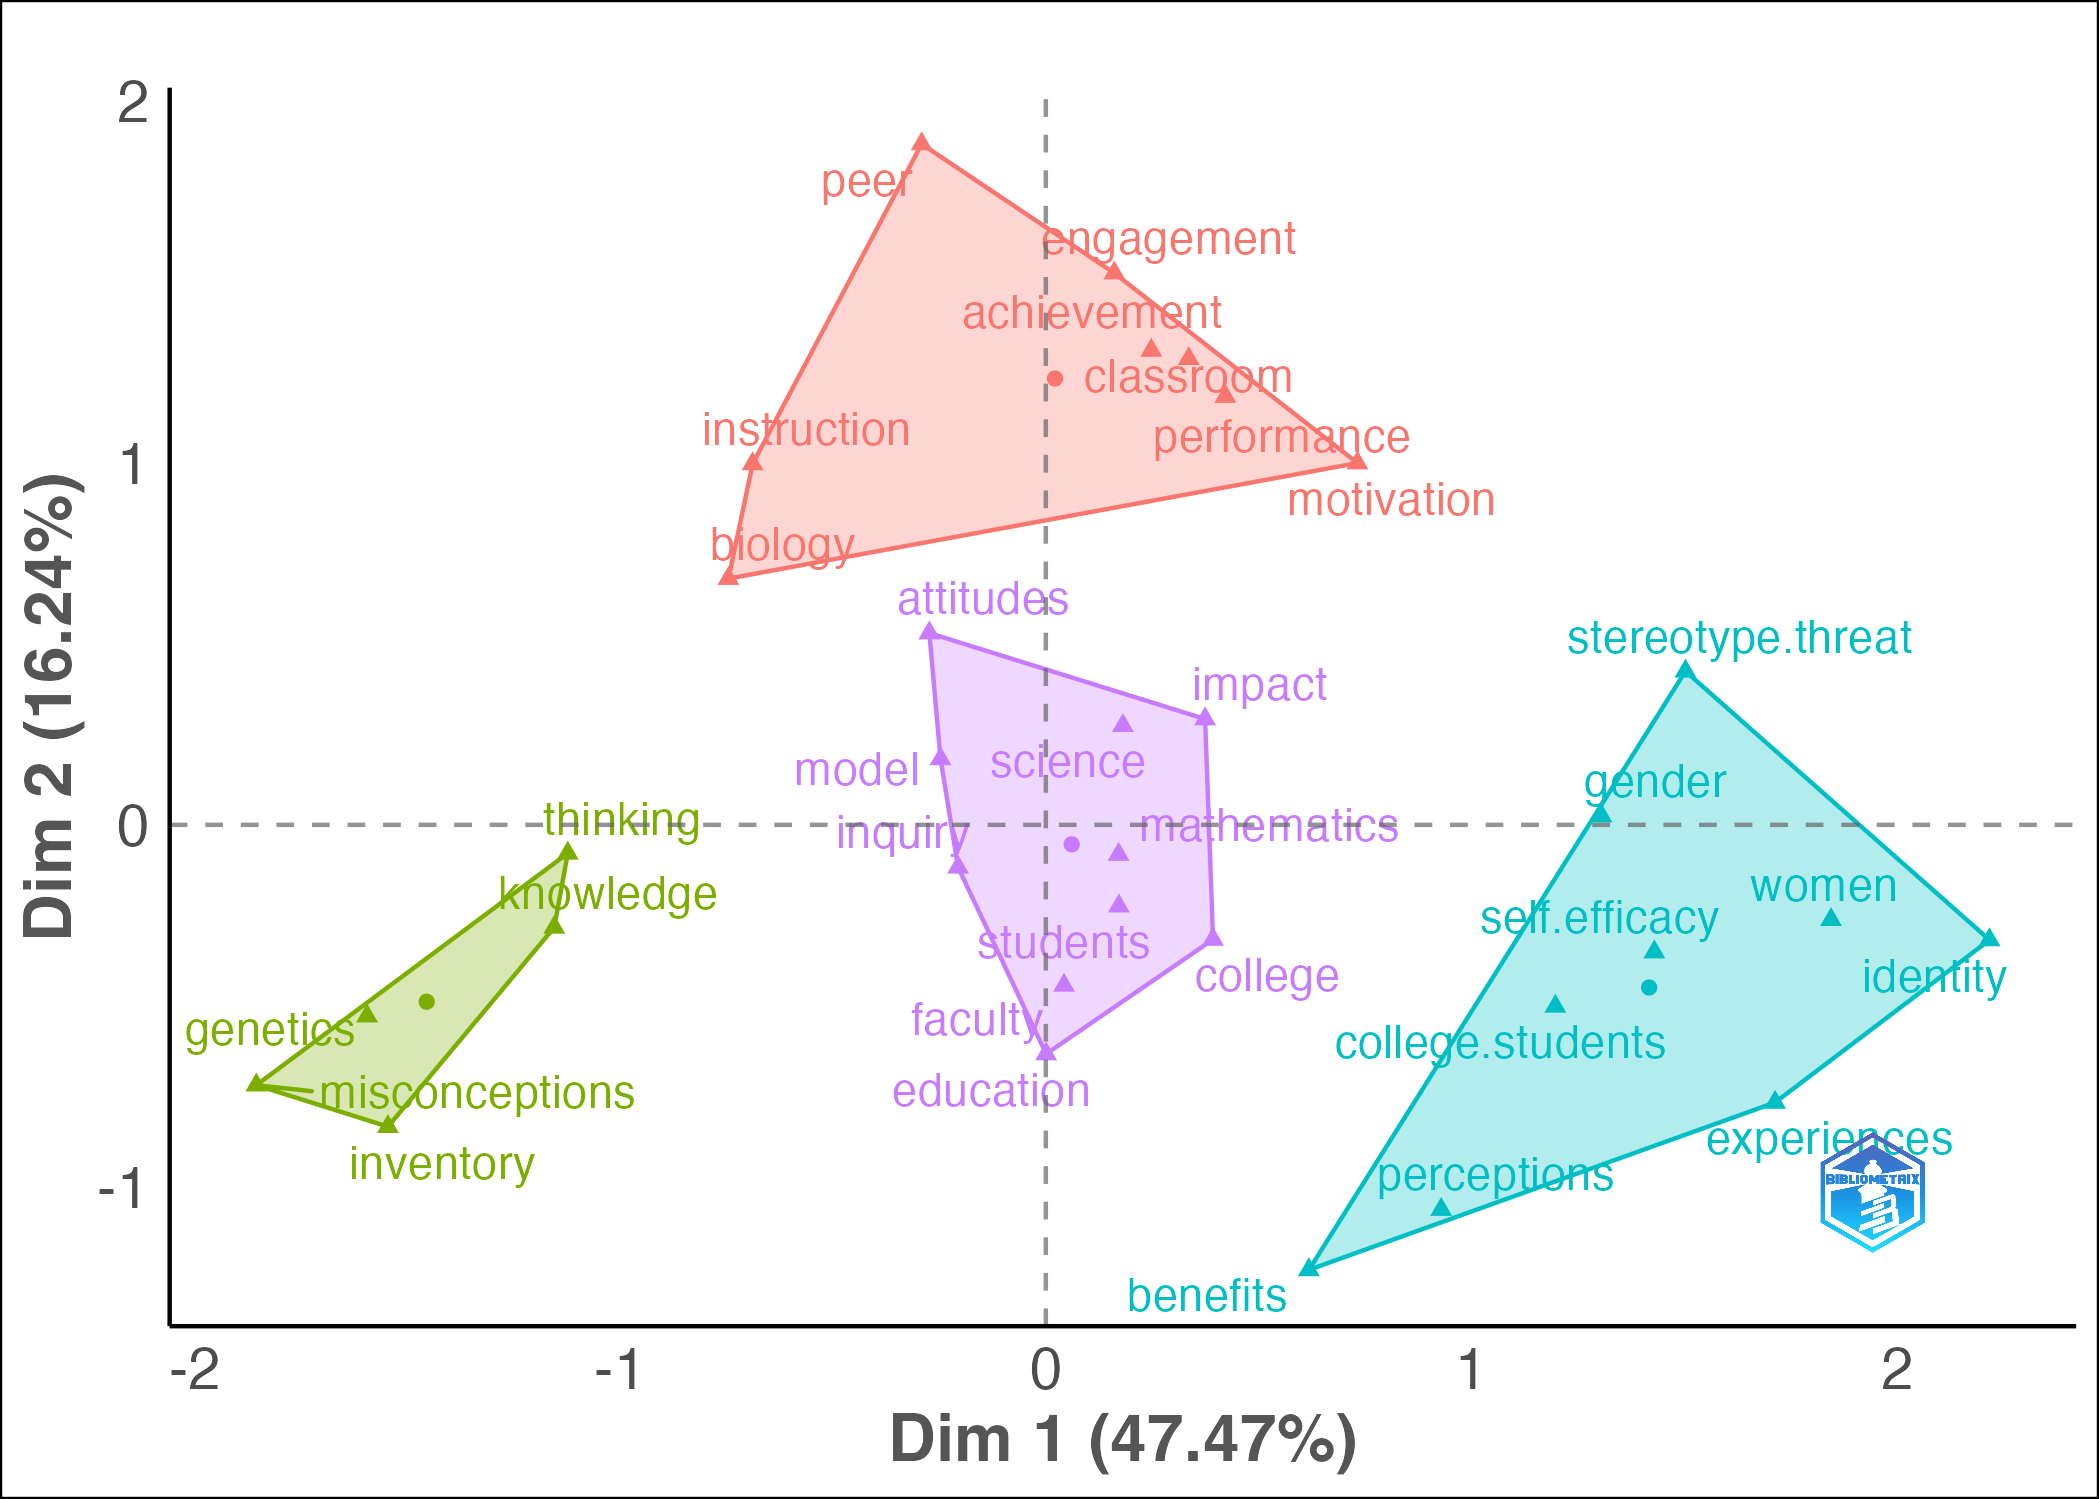 2
peer
engagement
achievement
classroom
instruction
performance
1
motivation
biology
attitudes
stereotype.threat
impact
science
model
gender
thinking
0
inquiry
mathematics
knowledge
women
self.efficacy
students
college
identity
genetics
faculty
college.students
misconceptions
education
experiences
inventory
perceptions
BIBLIOMETRIX
-1
benefits
Dim 2 (16.24%)
-2 -1 0 1 2
Dim 1 (47.47%)